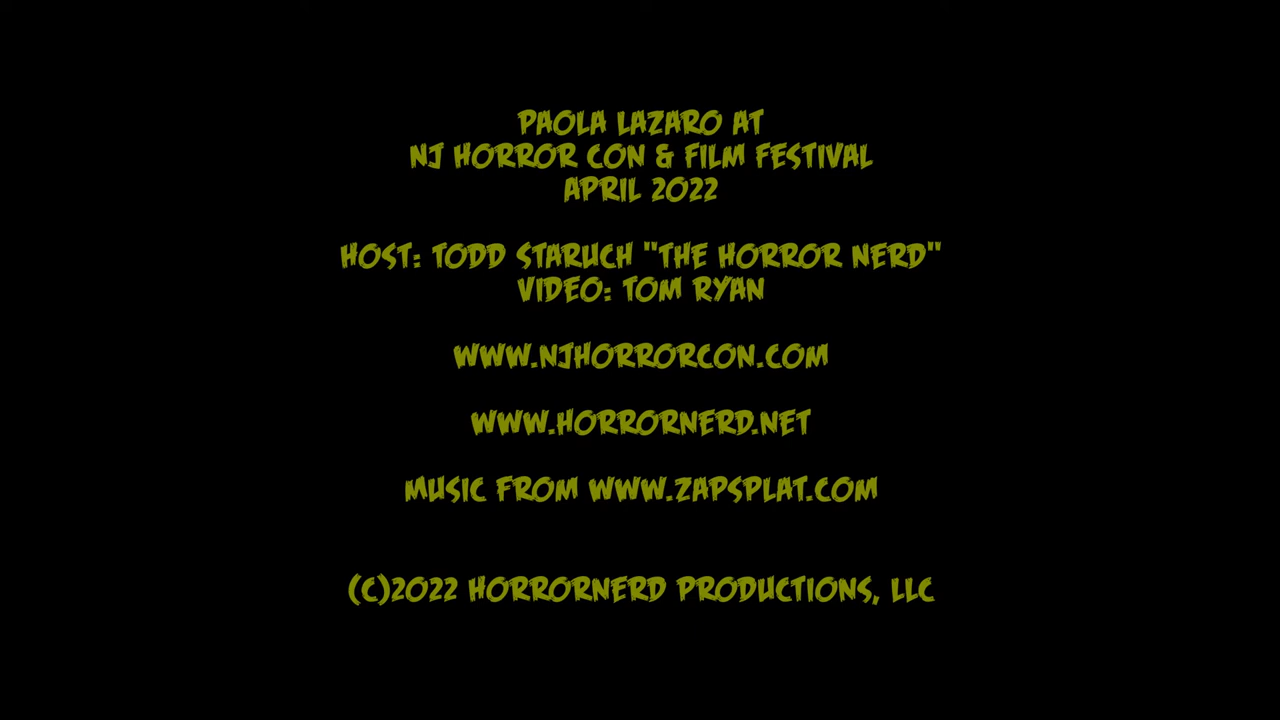 PAOLA LAZARO AT
NJ HORROR CON & FILM FESTIVAL
APRIL 2022
HOST: TODD STARUCH "THE HORROR NERD"
VIDEO: TOM RYAN
WWW.NJHORRORCON.COM
WWW.HORRORNERD.NET
MUSIC FROM WWW.ZAPSPLAT.COM
(C)2022 HORRORNERD PRODUCTIONS, LLC